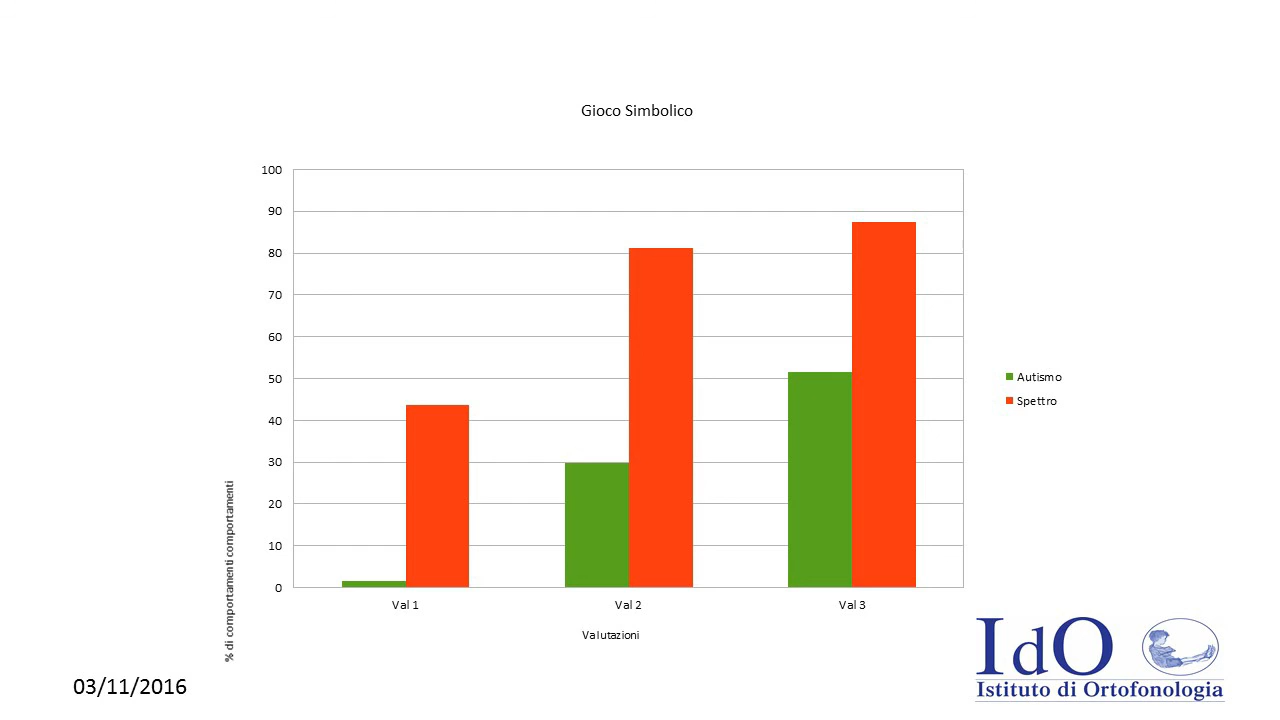 Gioco Simbolico
100
90
80
70
60
50
40
30
20
10
0
% di comportamenti comportamenti
Val 1
Val 2
Val 3
Valutazioni
Autismo
Spettro
03/11/2016
IdO
Istituto di Ortofonologia